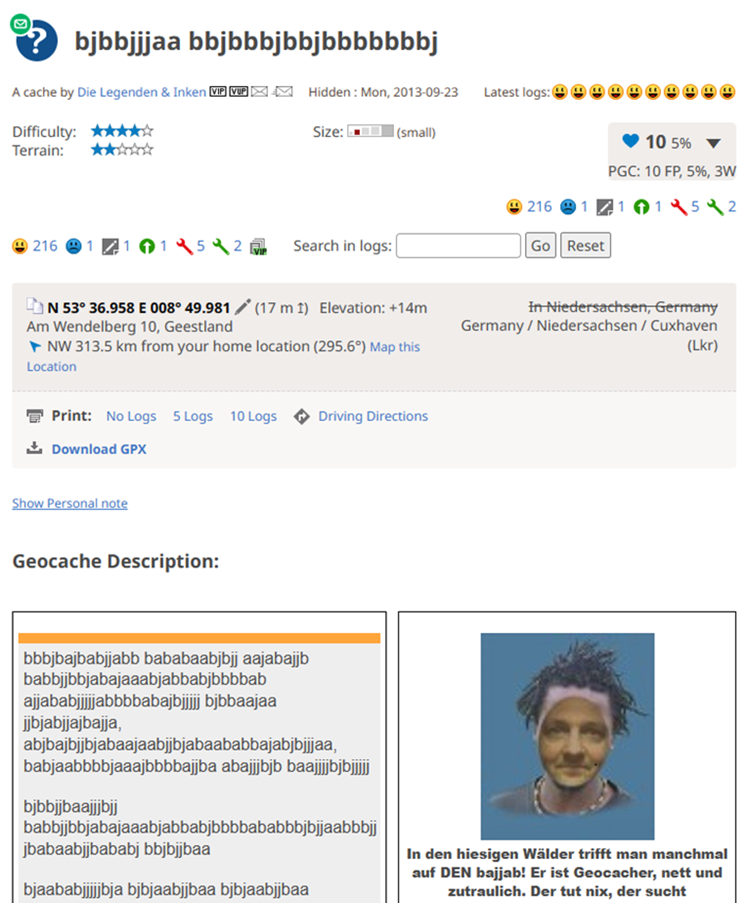 bjbbjjjaa bbjbbbjbbjbbbbbbbj
A cache by Die Legenden & Inken VIP VUP Hidden : Mon, 2013-09-23 Latest logs:
Difficulty: Size: (small)
Terrain:
10 5%
PGC: 10 FP, 5%, 3W
216 1 1 1 5 2
216 1 1 1 5 2 VIP Search in logs: Go Reset
N 53° 36.958 E 008° 49.981 (17 m ↥) Elevation: +14m
In Niedersachsen, Germany
Am Wendelberg 10, Geestland
Germany / Niedersachsen / Cuxhaven (Lkr)
NW 313.5 km from your home location (295.6°) Map this
Location
Print: No Logs 5 Logs 10 Logs Driving Directions
Download GPX
Show Personal note
Geocache Description:
bbbjbajbabjjabb bababaabjbjj aajabajjb
babbjjbbjabajaaabjabbabjbbbbab
ajjababjjjjjabbbbababajbjjjjj bjbbaajaa
jjbjabjjajbajja,
abjbajbjjbjabaajaabjjbjabaababbajabjbjjjaa,
babjaabbbbjaaajbbbbajjba abajjjbjb baajjjjbjbjjjjj
bjbbjjbaajjjbjj
babbjjbbjabajaaabjabbabjbbbbababbbjbjjaabbbjj
jbabaabjjbababj bbjbjjbaa
bjaababjjjjjbja bjbjaabjjbaa bjbjaabjjbaa
In den hiesigen Wälder trifft man manchmal
auf DEN bajjab! Er ist Geocacher, nett und
zutraulich. Der tut nix, der sucht